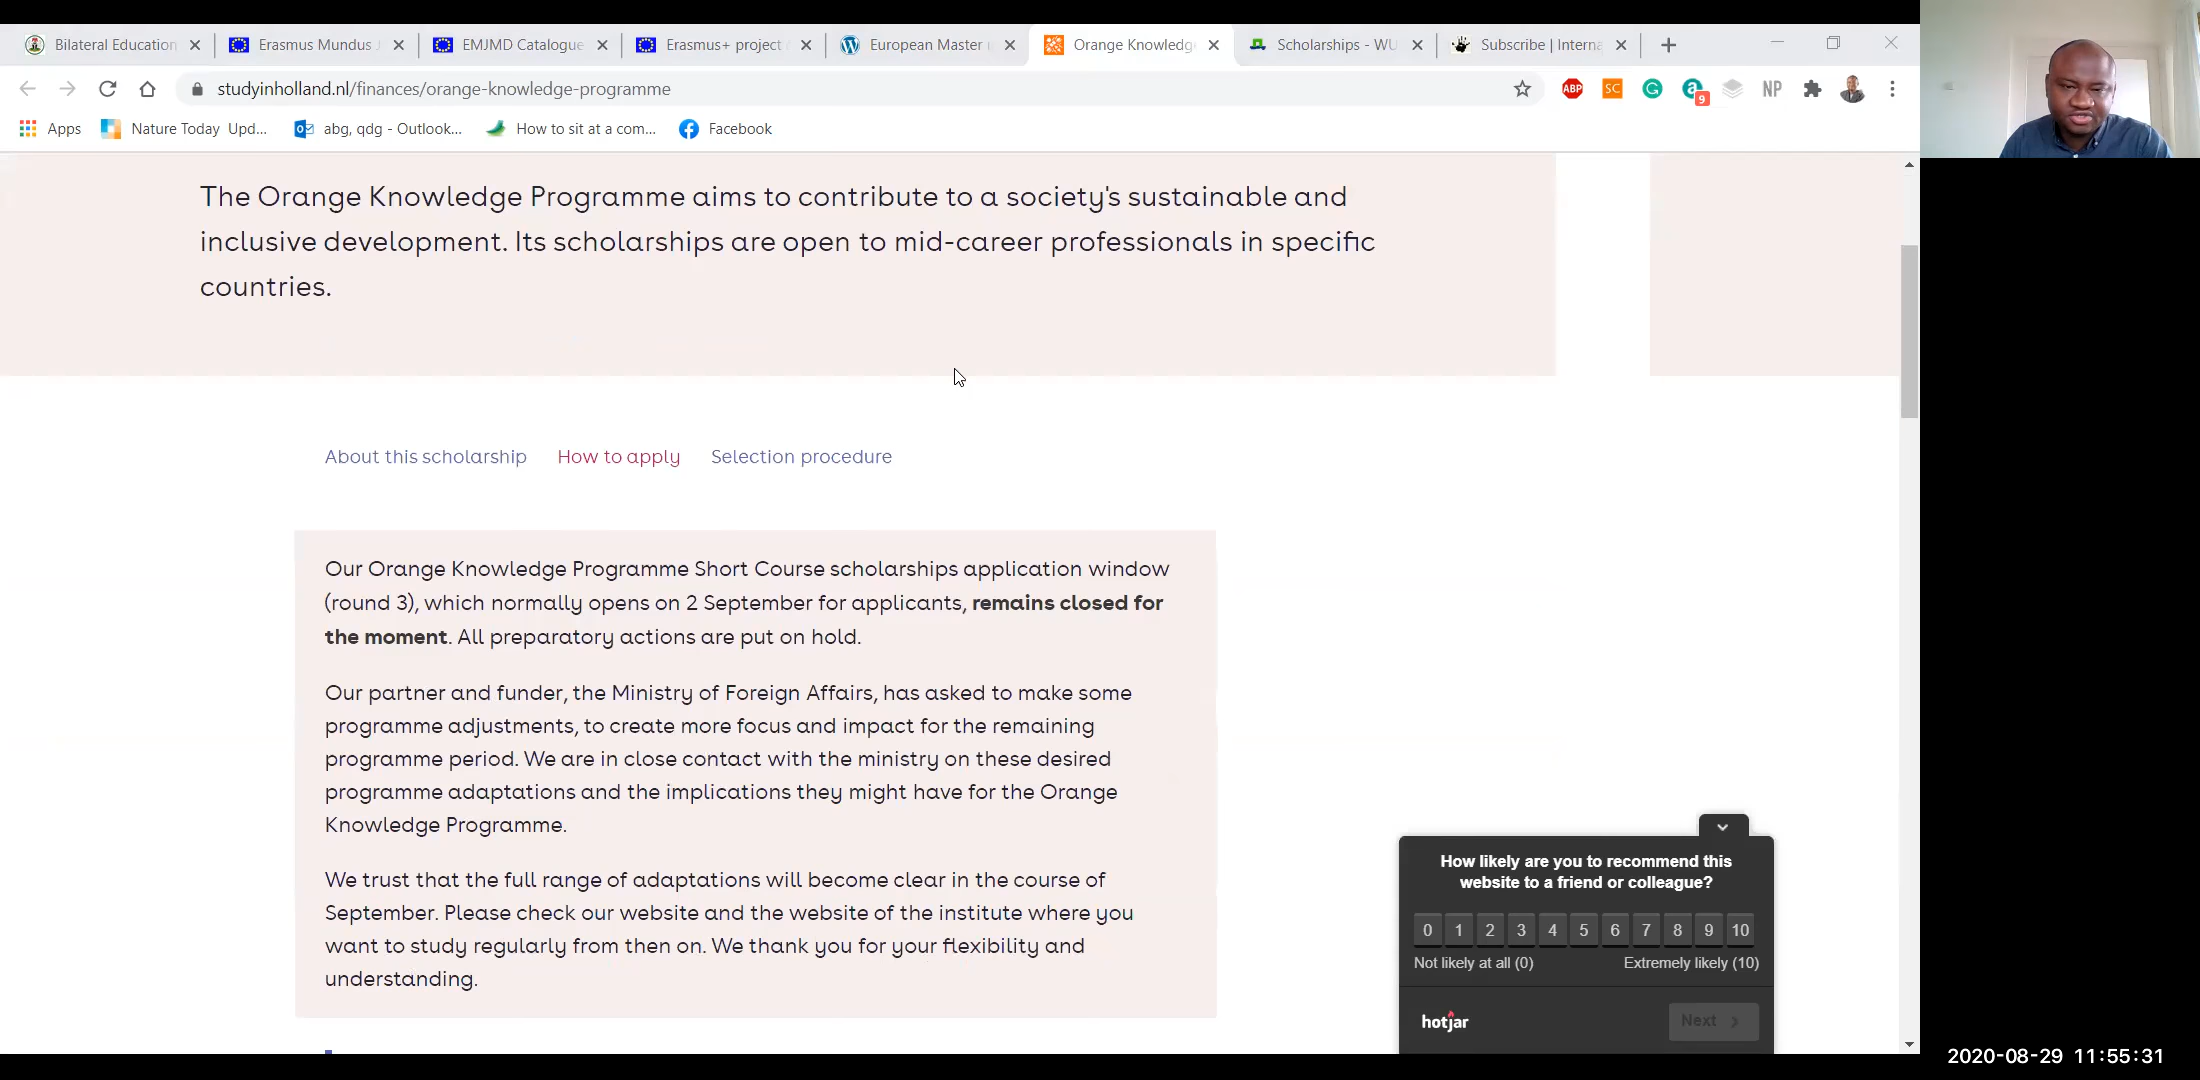 Bilateral Education
Erasmus Mundus J
EMJMD Catalogue
Erasmus+ project
European Master
Orange Knowledge
Scholarships - WU
Subscribe | Interna
studyinholland.nl/finances/orange-knowledge-programme
ABP
SC
9
NP
Apps
Nature Today Upd...
abg, qdg - Outlook...
How to sit at a com...
Facebook
The Orange Knowledge Programme aims to contribute to a society's sustainable and
inclusive development. Its scholarships are open to mid-career professionals in specific
countries.
About this scholarship How to apply Selection procedure
Our Orange Knowledge Programme Short Course scholarships application window
(round 3), which normally opens on 2 September for applicants, remains closed for
the moment. All preparatory actions are put on hold.
Our partner and funder, the Ministry of Foreign Affairs, has asked to make some
programme adjustments, to create more focus and impact for the remaining
programme period. We are in close contact with the ministry on these desired
programme adaptations and the implications they might have for the Orange
Knowledge Programme.
We trust that the full range of adaptations will become clear in the course of
September. Please check our website and the website of the institute where you
want to study regularly from then on. We thank you for your flexibility and
understanding.
How likely are you to recommend this
website to a friend or colleague?
0 1 2 3 4 5 6 7 8 9 10
Not likely at all (0) Extremely likely (10)
hotjar
Next
2020-08-29 11:55:31